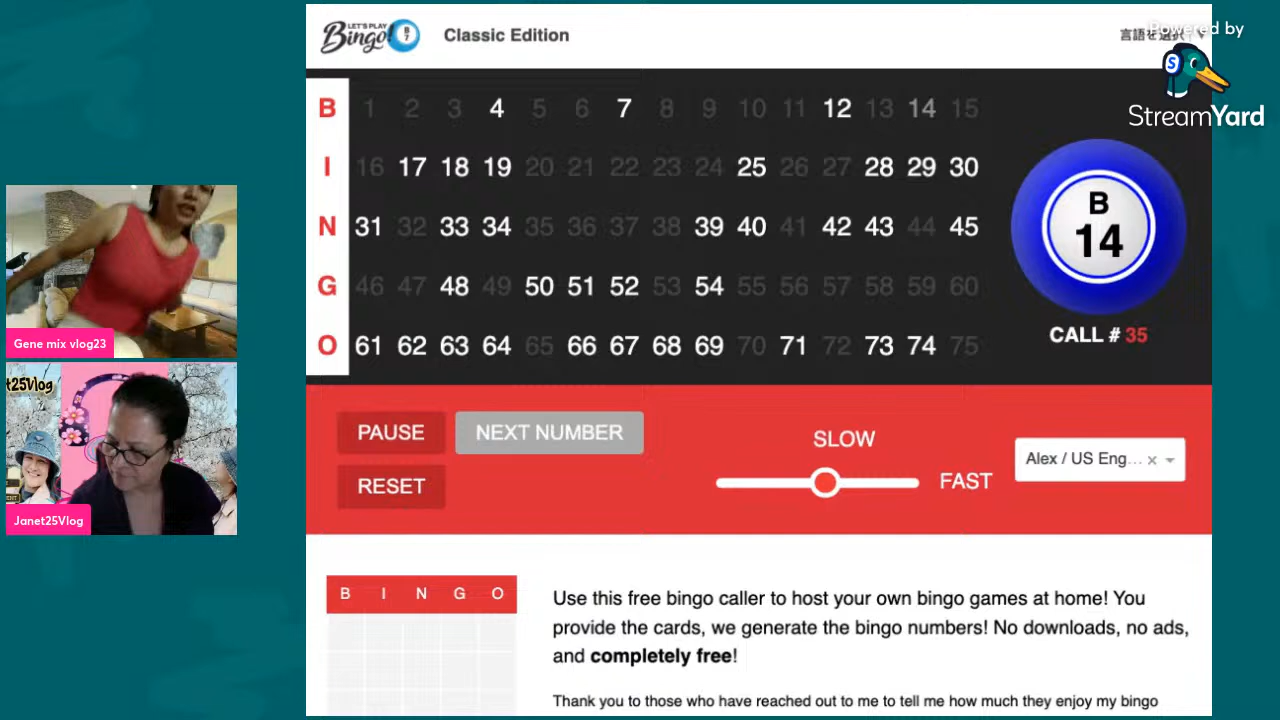 LET'S PLAY
Bingo!
B
7
Classic Edition
言語を選択
Powered by
S
StreamYard
B 1 2 3 4 5 6 7 8 9 10 11 12 13 14 15
I 16 17 18 19 20 21 22 23 24 25 26 27 28 29 30
N 31 32 33 34 35 36 37 38 39 40 41 42 43 44 45
G 46 47 48 49 50 51 52 53 54 55 56 57 58 59 60
O 61 62 63 64 65 66 67 68 69 70 71 72 73 74 75
B
14
CALL # 35
Gene mix vlog23
t25Vlog
Janet25Vlog
PAUSE
NEXT NUMBER
RESET
SLOW
FAST
Alex / US Eng... ×
B I N G O
Use this free bingo caller to host your own bingo games at home! You
provide the cards, we generate the bingo numbers! No downloads, no ads,
and completely free!
Thank you to those who have reached out to me to tell me how much they enjoy my bingo